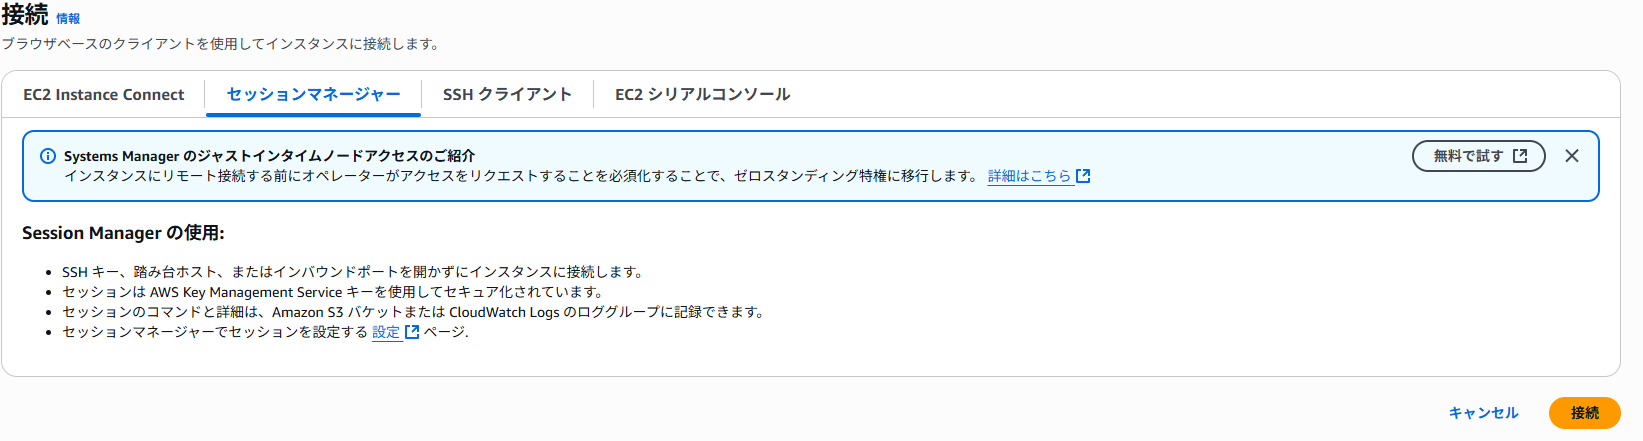 接続 情報
ブラウザベースのクライアントを使用してインスタンスに接続します。
EC2 Instance Connect セッションマネージャー SSH クライアント EC2 シリアルコンソール
Systems Manager のジャストインタイムノードアクセスのご紹介
インスタンスにリモート接続する前にオペレーターがアクセスをリクエストすることを必須化することで、ゼロスタンディング特権に移行します。 詳細はこちら
無料で試す
Session Manager の使用:
• SSH キー、踏み台ホスト、またはインバウンドポートを開かずにインスタンスに接続します。
• セッションは AWS Key Management Service キーを使用してセキュア化されています。
• セッションのコマンドと詳細は、Amazon S3 バケットまたは CloudWatch Logs のロググループに記録できます。
• セッションマネージャーでセッションを設定する 設定 ページ.
キャンセル 接続